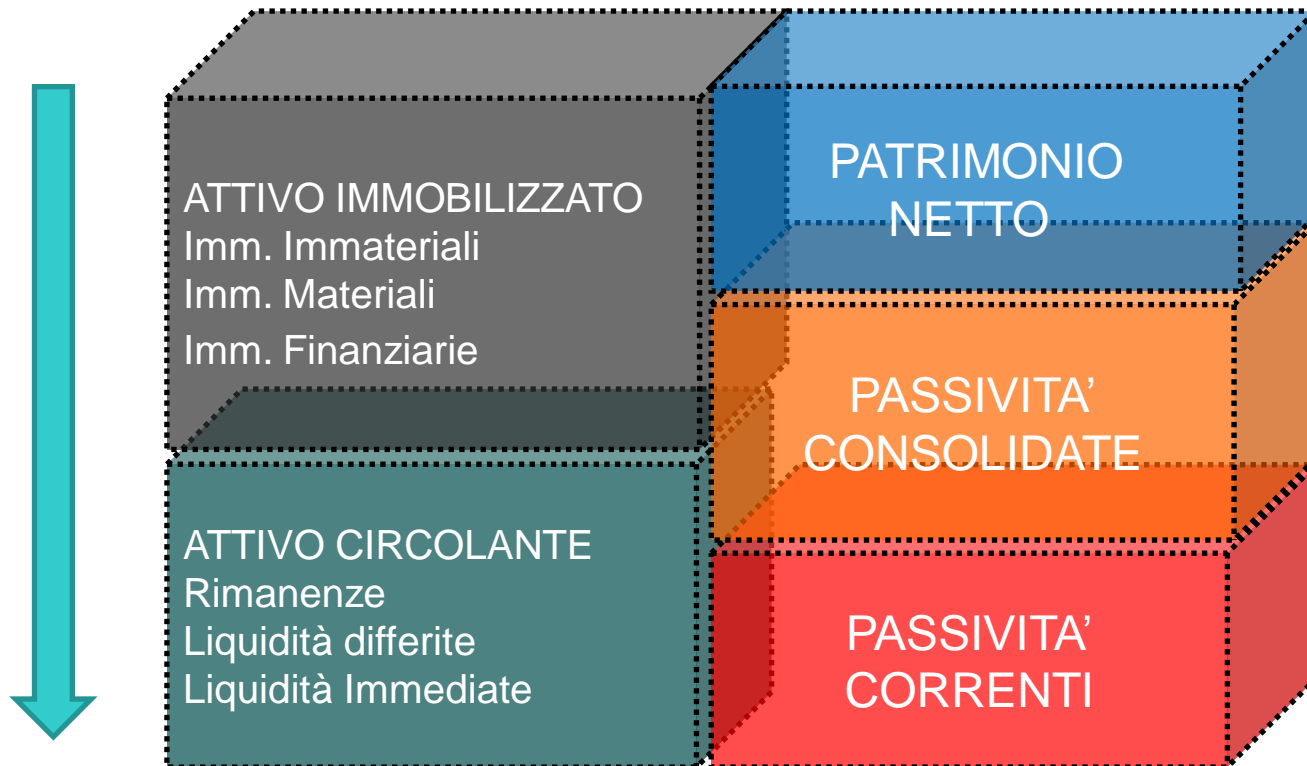 ATTIVO IMMOBILIZZATO
Imm. Immateriali
Imm. Materiali
Imm. Finanziarie
ATTIVO CIRCOLANTE
Rimanenze
Liquidità differite
Liquidità Immediate
PATRIMONIO
NETTO
PASSIVITA’
CONSOLIDATE
PASSIVITA’
CORRENTI